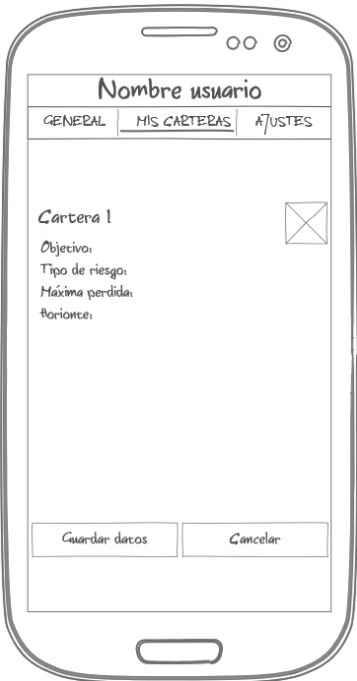 Nombre usuario
GENERAL MIS CARTERAS AJUSTES
Cartera 1
Objetivo:
Tipo de riesgo:
Máxima perdida:
Horionte:
Guardar datos Cancelar